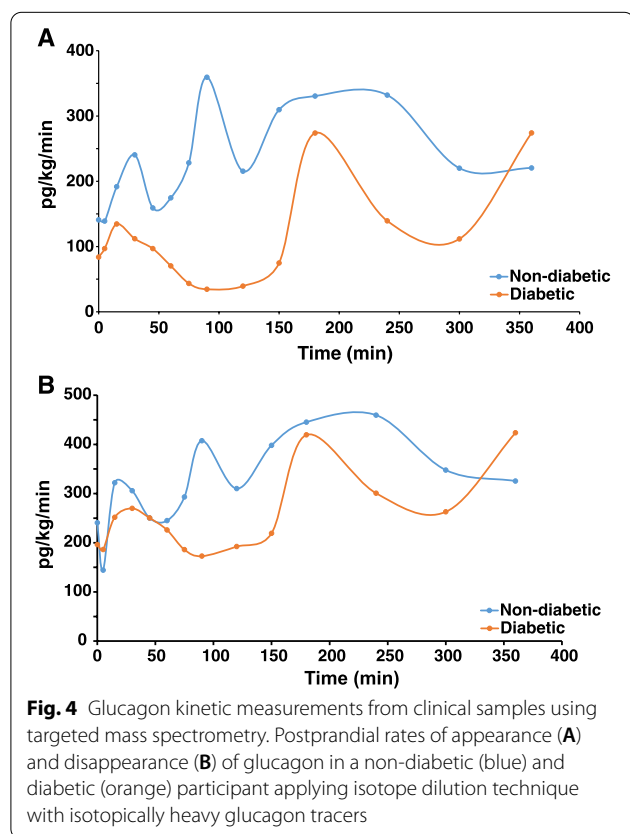 A
400
300
200
100
0
pg/kg/min
0 50 100 150 200 250 300 350 400
Time (min)
Non-diabetic
Diabetic
B
500
400
300
200
100
0
pg/kg/min
0 50 100 150 200 250 300 350 400
Time (min)
Non-diabetic
Diabetic
Fig. 4 Glucagon kinetic measurements from clinical samples using
targeted mass spectrometry. Postprandial rates of appearance (A)
and disappearance (B) of glucagon in a non-diabetic (blue) and
diabetic (orange) participant applying isotope dilution technique
with isotopically heavy glucagon tracers